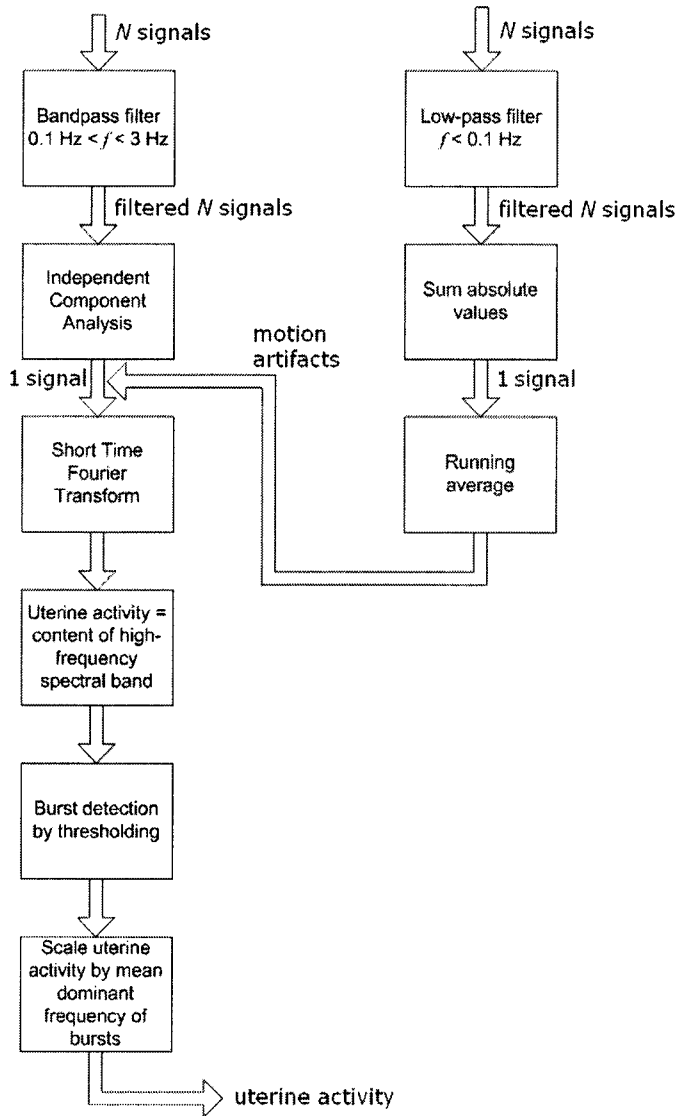 N signals
Bandpass filter
0.1 Hz < f < 3 Hz
filtered N signals
Independent
Component
Analysis
1 signal
Short Time
Fourier
Transform
Uterine activity =
content of high-
frequency
spectral band
Burst detection
by thresholding
Scale uterine
activity by mean
dominant
frequency of
bursts
uterine activity
N signals
Low-pass filter
f < 0.1 Hz
filtered N signals
Sum absolute
values
1 signal
Running
average
motion
artifacts